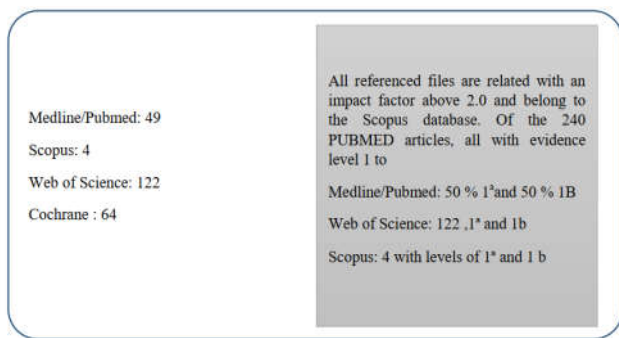 Medline/Pubmed: 49
Scopus: 4
Web of Science: 122
Cochrane : 64
All referenced files are related with an
impact factor above 2.0 and belong to
the Scopus database. Of the 240
PUBMED articles, all with evidence
level 1 to
Medline/Pubmed: 50 % 1ªand 50 % 1B
Web of Science: 122 ,1ª and 1b
Scopus: 4 with levels of 1ª and 1 b